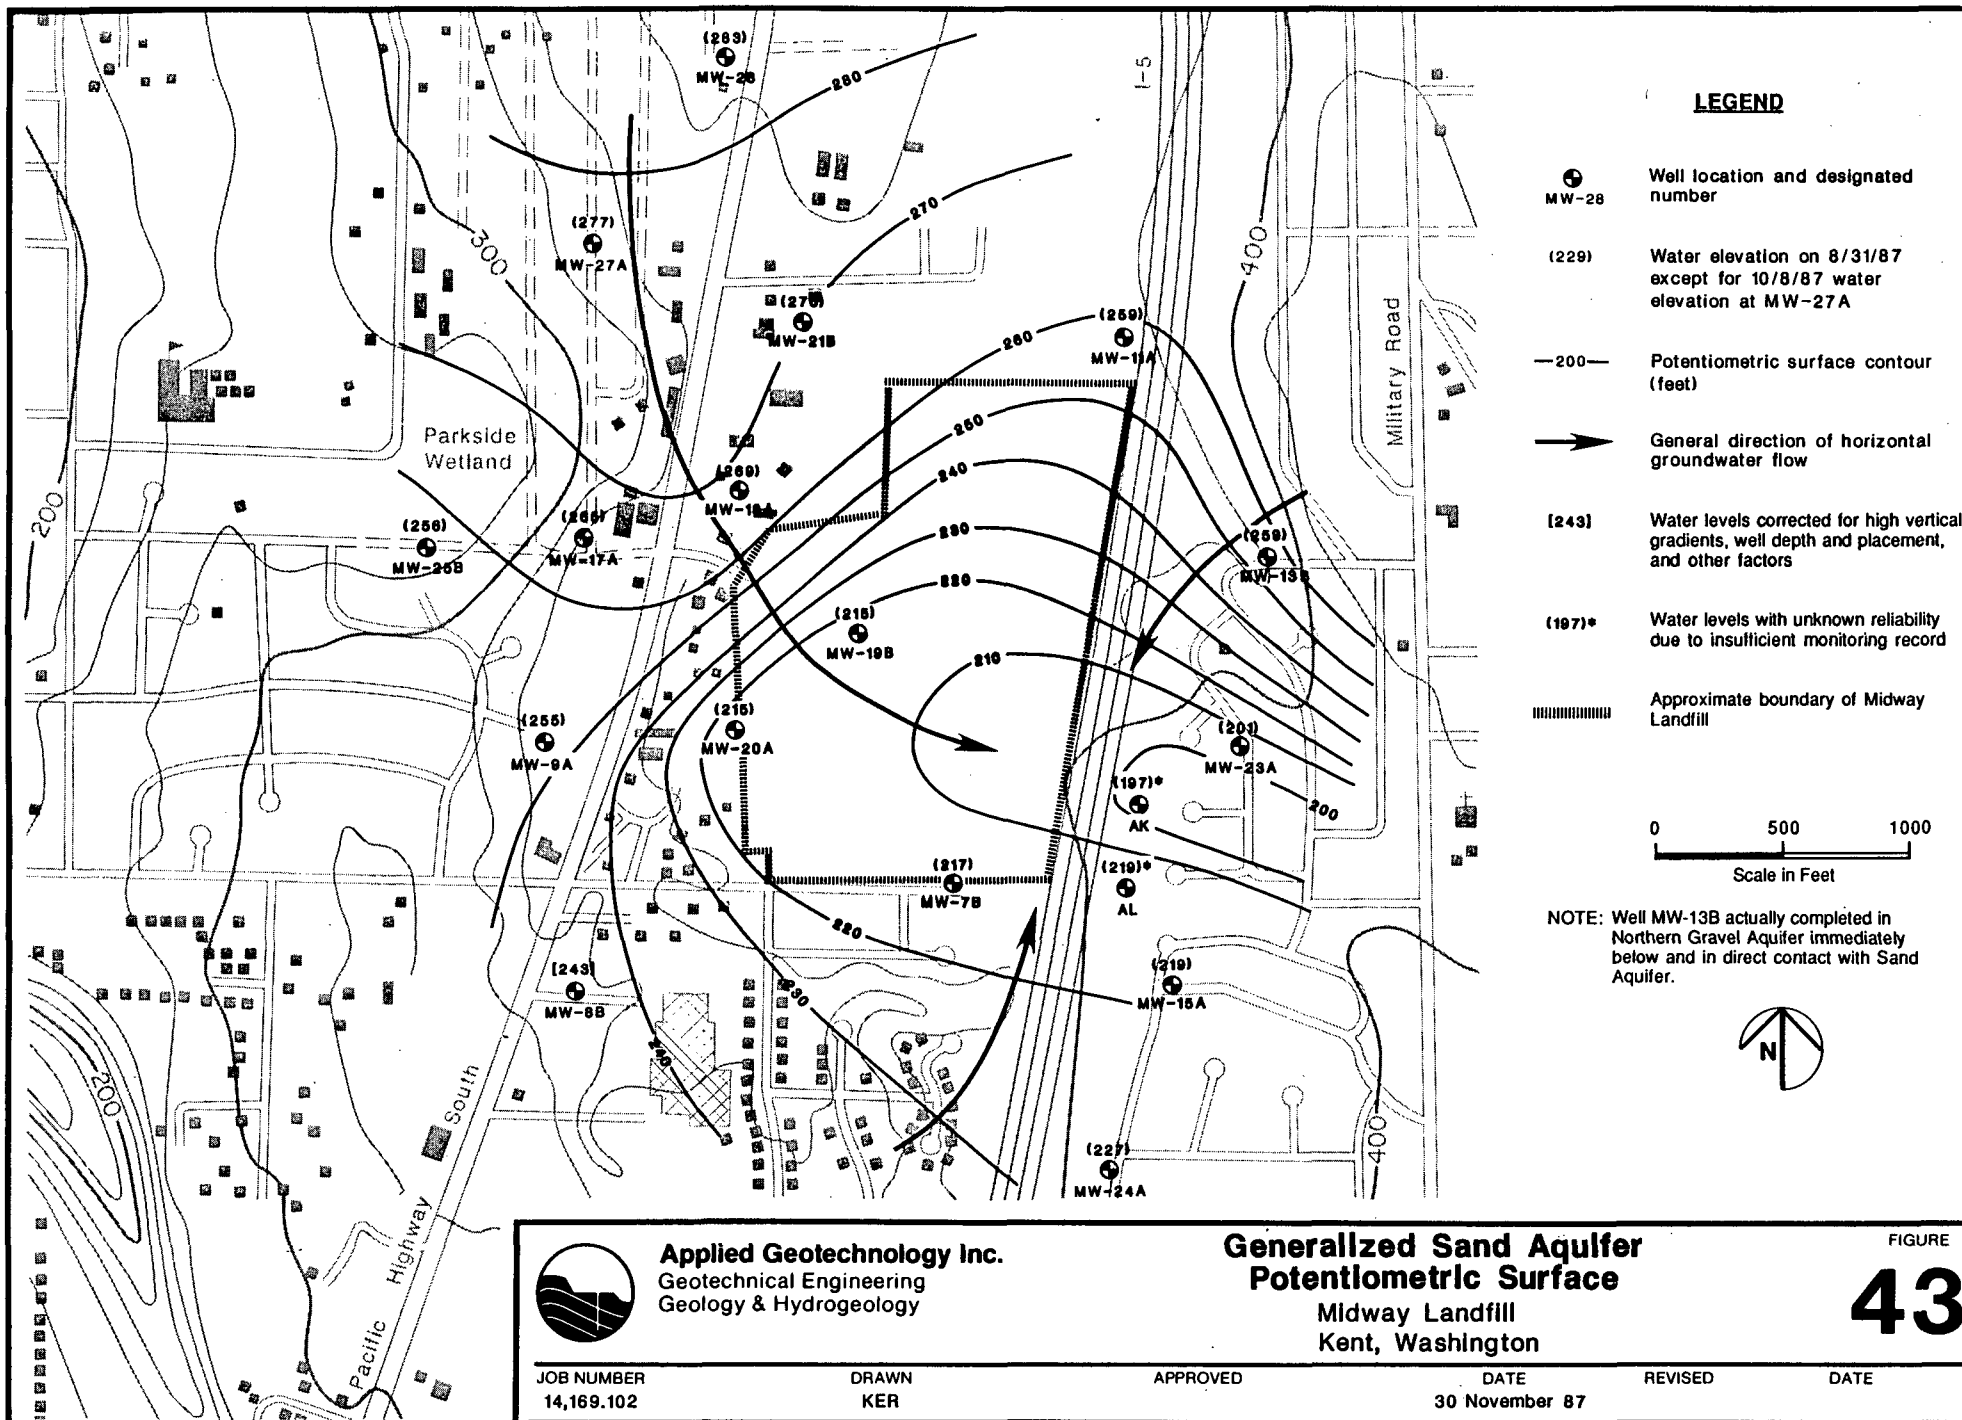 (283)
MW-28
280
I-5
270
(277)
MW-27A
300
400
(270)
MW-21B
260
(259)
MW-11A
Military Road
250
Parkside
Wetland
240
(269)
200
(256)
MW-25B
(265)
MW-17A
230
(259)
MW-13B
220
(215)
MW-19B
210
(255)
MW-9A
(215)
MW-20A
(201)
MW-23A
(197)*
AK
200
(217)
MW-7B
(219)*
AL
220
[243]
MW-8B
230
(219)
MW-15A
240
200
400
(227)
MW-24A
Pacific Highway South
LEGEND
MW-28
Well location and designated
number
(229)
Water elevation on 8/31/87
except for 10/8/87 water
elevation at MW-27A
—200—
Potentiometric surface contour
(feet)
General direction of horizontal
groundwater flow
[243]
Water levels corrected for high vertical
gradients, well depth and placement,
and other factors
(197)*
Water levels with unknown reliability
due to insufficient monitoring record
Approximate boundary of Midway
Landfill
0 500 1000
Scale in Feet
NOTE: Well MW-13B actually completed in
Northern Gravel Aquifer immediately
below and in direct contact with Sand
Aquifer.
N
Applied Geotechnology Inc.
Geotechnical Engineering
Geology & Hydrogeology
Generalized Sand Aquifer
Potentiometric Surface
Midway Landfill
Kent, Washington
FIGURE
43
JOB NUMBER
14,169.102
DRAWN
KER
APPROVED
DATE
30 November 87
REVISED
DATE